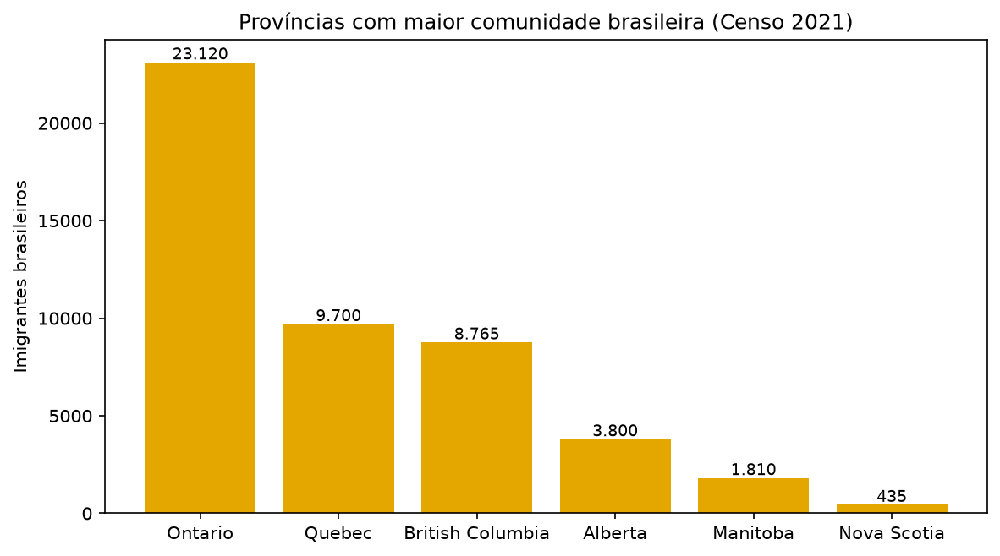 Províncias com maior comunidade brasileira (Censo 2021)
Imigrantes brasileiros
20000
15000
10000
5000
0
23.120
9.700
8.765
3.800
1.810
435
Ontario
Quebec
British Columbia
Alberta
Manitoba
Nova Scotia